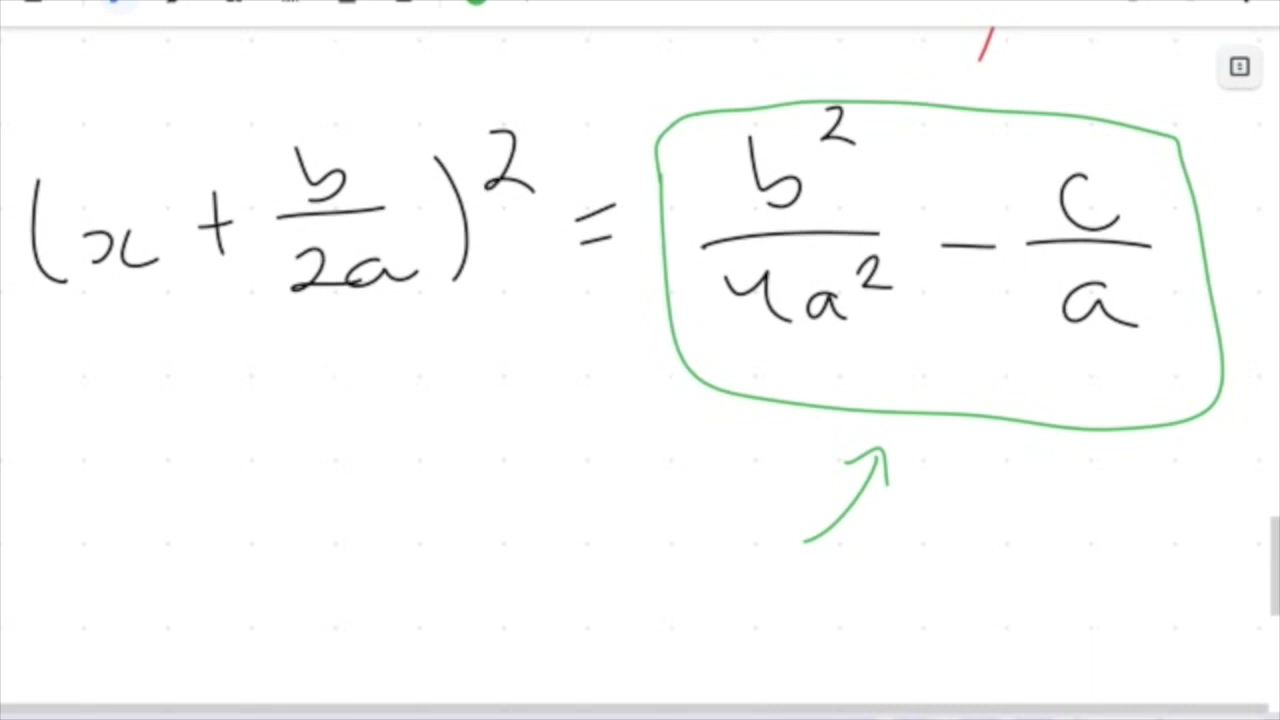 (x + b/2a)² = b²/4a² - c/a